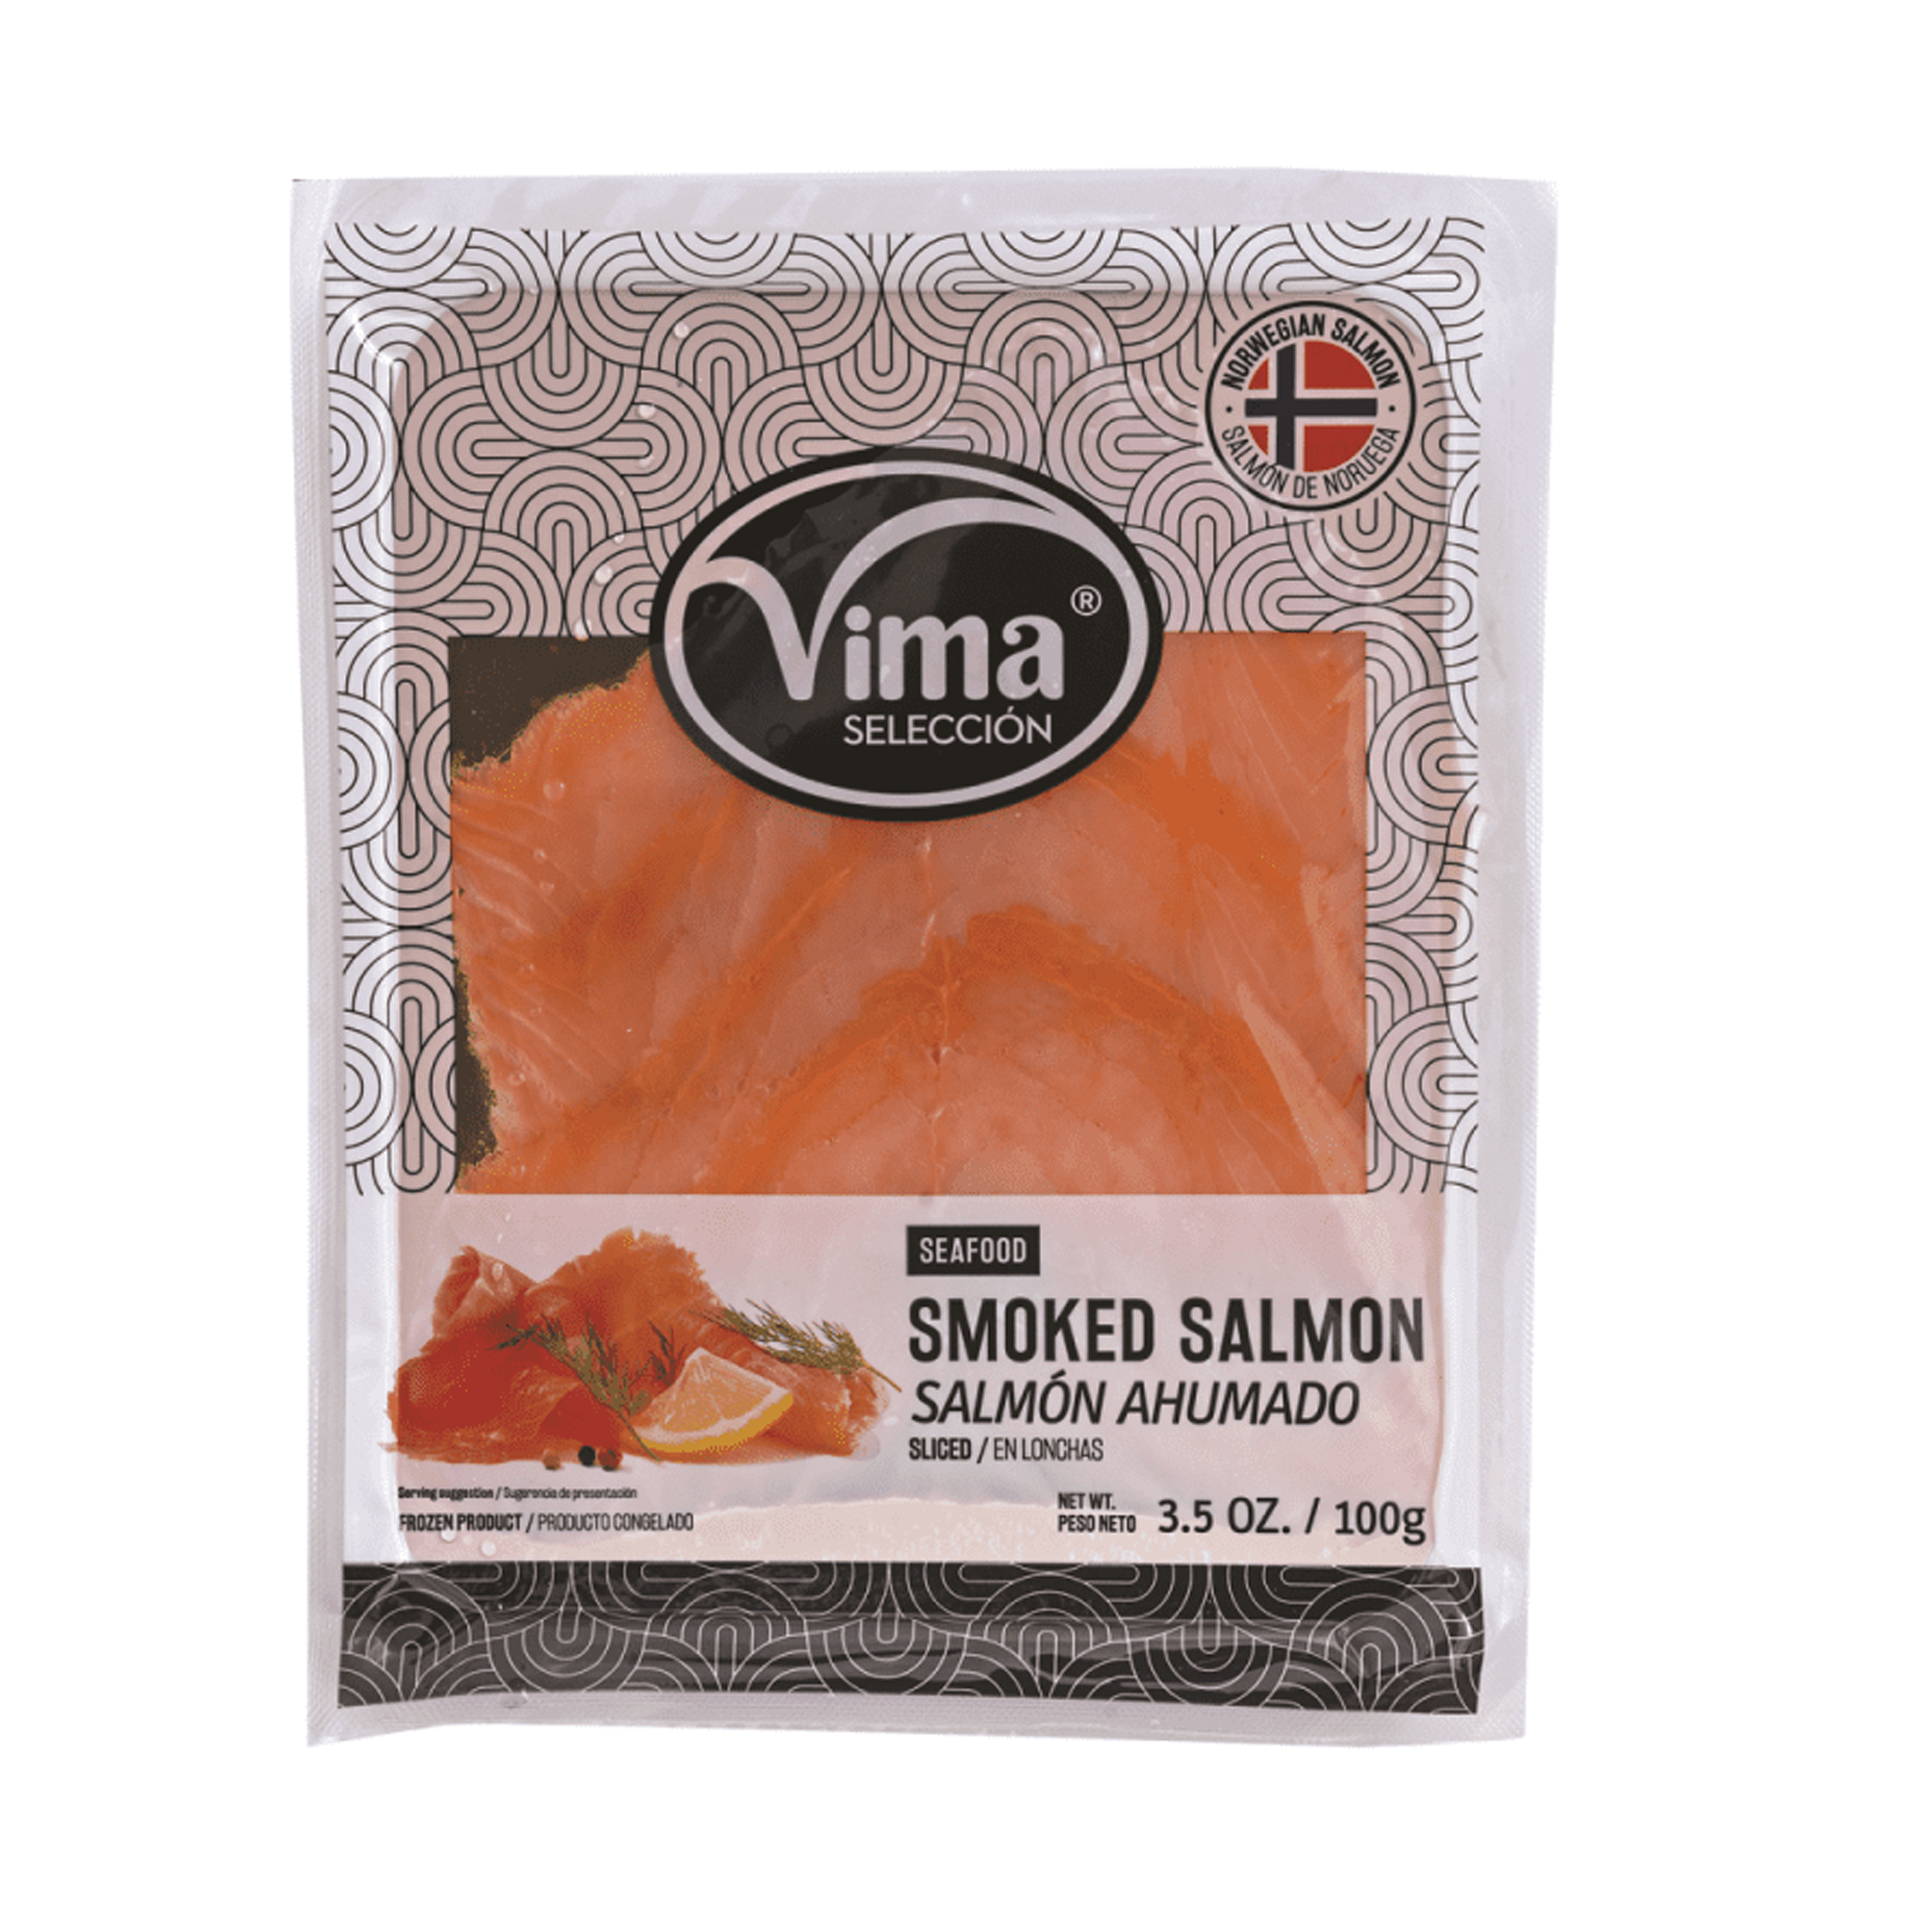 NORWEGIAN SALMON
SALMÓN DE NORUEGA
Vima®
SELECCIÓN
SEAFOOD
SMOKED SALMON
SALMÓN AHUMADO
SLICED / EN LONCHAS
Serving suggestion / Sugerencia de presentación
FROZEN PRODUCT / PRODUCTO CONGELADO
NET WT.
PESO NETO
3.5 OZ. / 100g